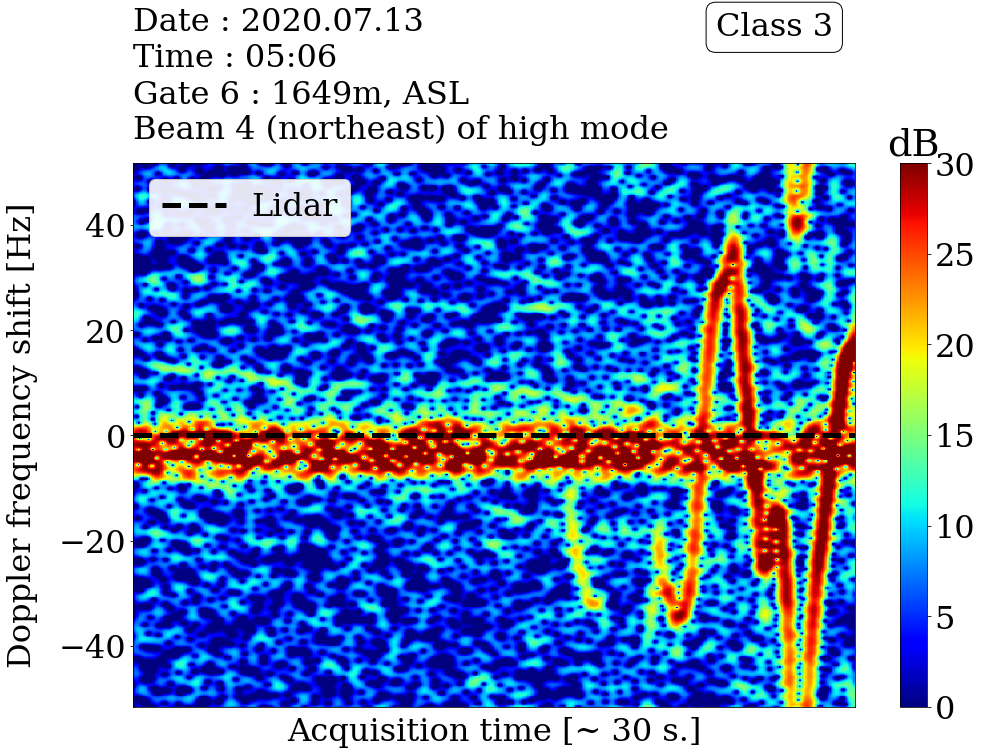 Date : 2020.07.13
Time : 05:06
Gate 6 : 1649m, ASL
Beam 4 (northeast) of high mode
Class 3
dB
Lidar
Doppler frequency shift [Hz]
40
20
0
−20
−40
Acquisition time [~ 30 s.]
30
25
20
15
10
5
0